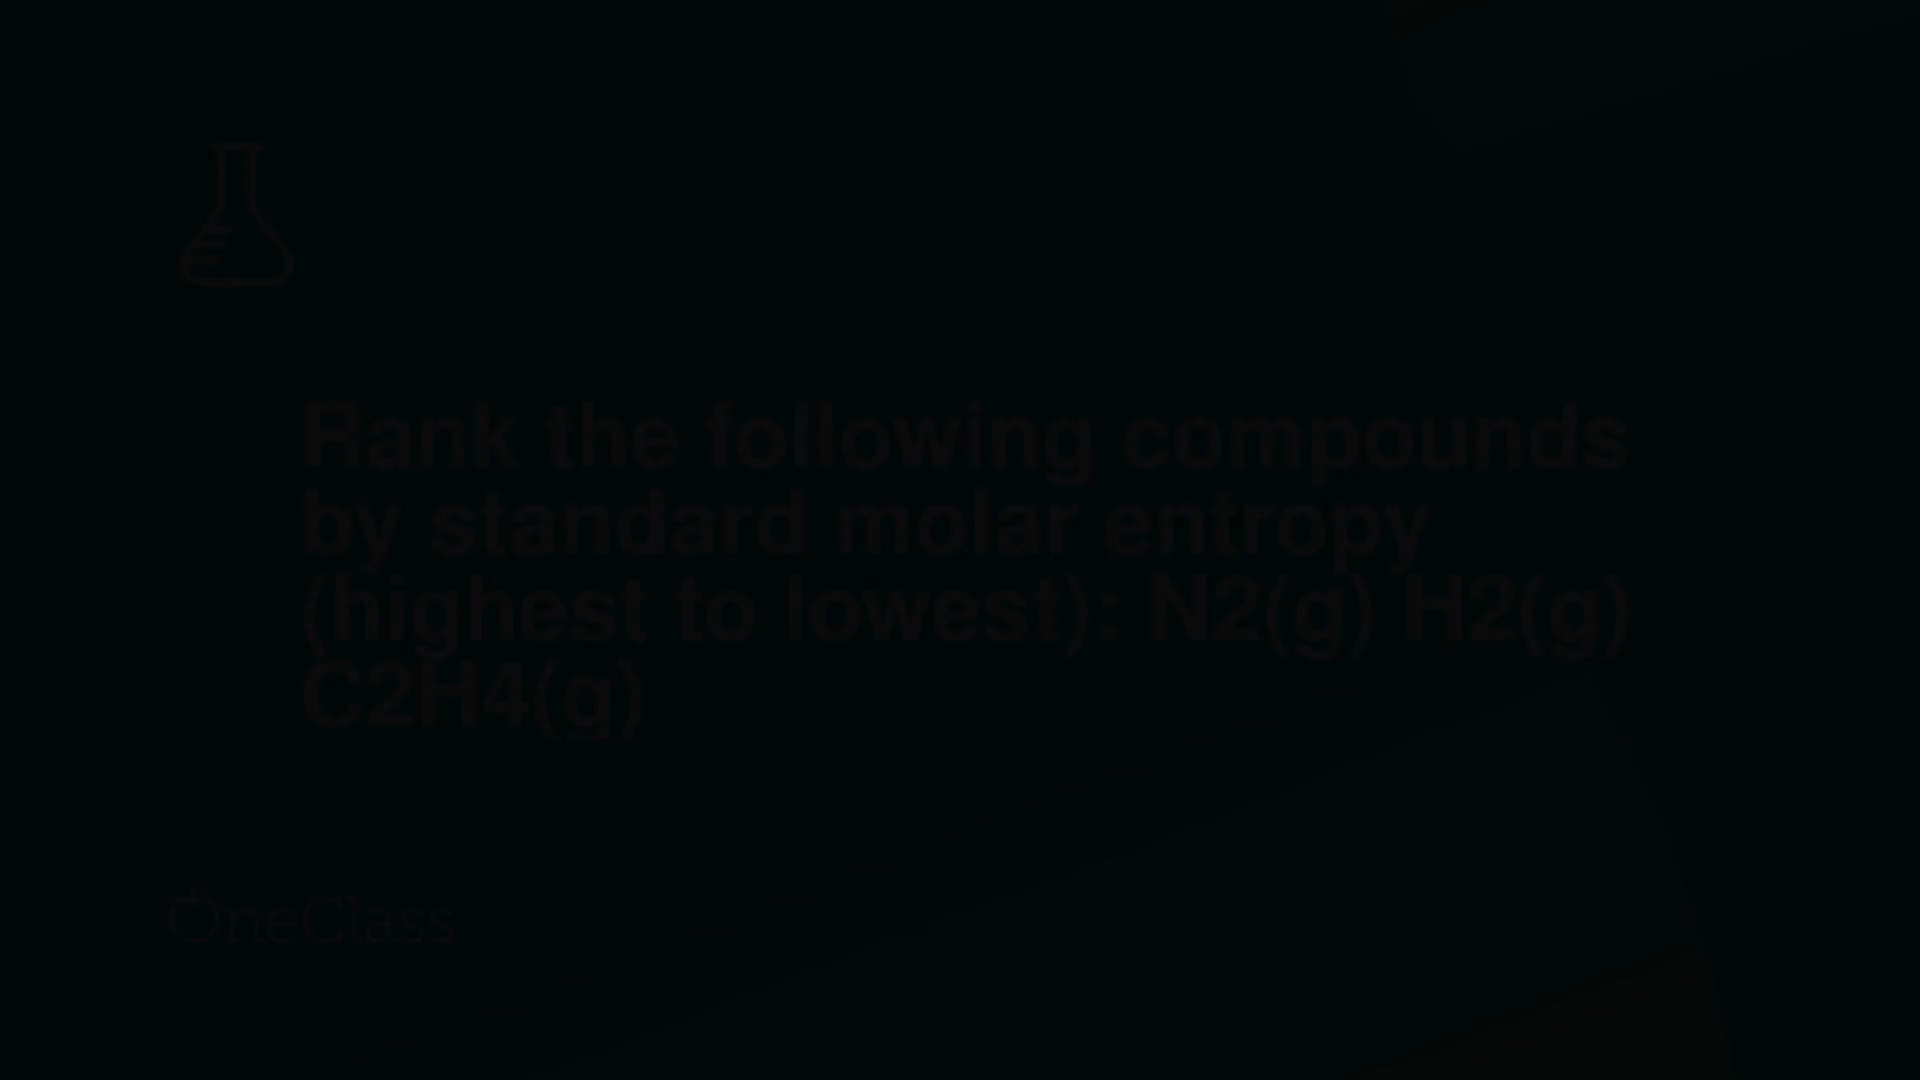 Rank the following compounds
by standard molar entropy
(highest to lowest): N2(g) H2(g)
C2H4(g)
OneClass